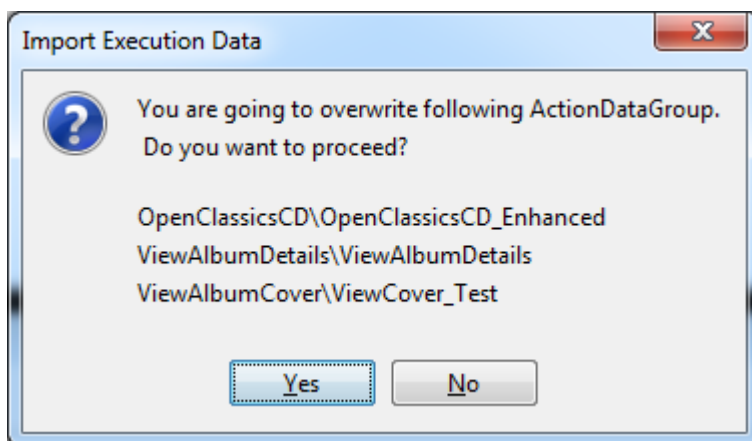 Import Execution Data
You are going to overwrite following ActionDataGroup.
Do you want to proceed?
OpenClassicsCD\OpenClassicsCD_Enhanced
ViewAlbumDetails\ViewAlbumDetails
ViewAlbumCover\ViewCover_Test
Yes No